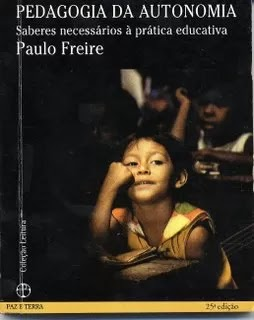 PEDAGOGIA DA AUTONOMIA
Saberes necessários à prática educativa
Paulo Freire
Coleção Leitura
PAZ E TERRA
25ª edição